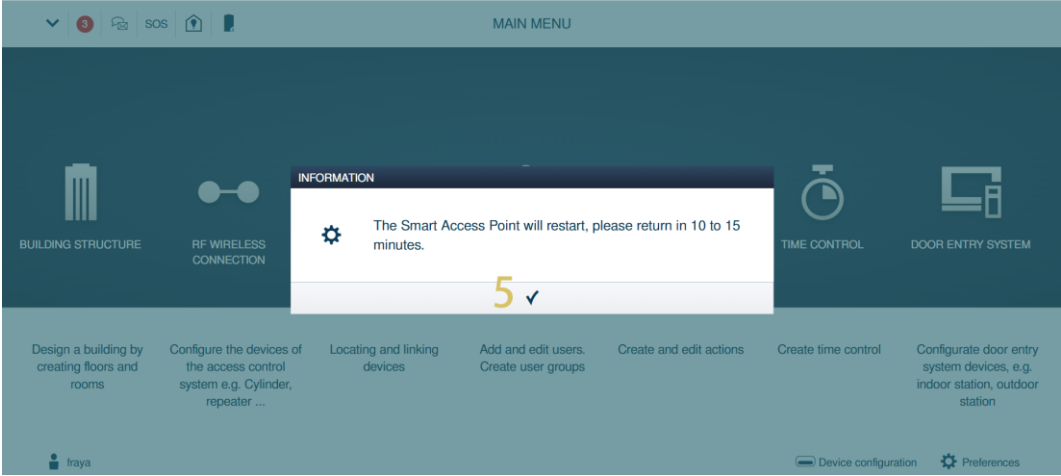 3
SOS
MAIN MENU
INFORMATION
The Smart Access Point will restart, please return in 10 to 15
minutes.
5
BUILDING STRUCTURE
RF WIRELESS
CONNECTION
TIME CONTROL
DOOR ENTRY SYSTEM
Design a building by
creating floors and
rooms
Configure the devices of
the access control
system e.g. Cylinder,
repeater ...
Locating and linking
devices
Add and edit users.
Create user groups
Create and edit actions
Create time control
Configurate door entry
system devices, e.g.
indoor station, outdoor
station
fraya
Device configuration
Preferences